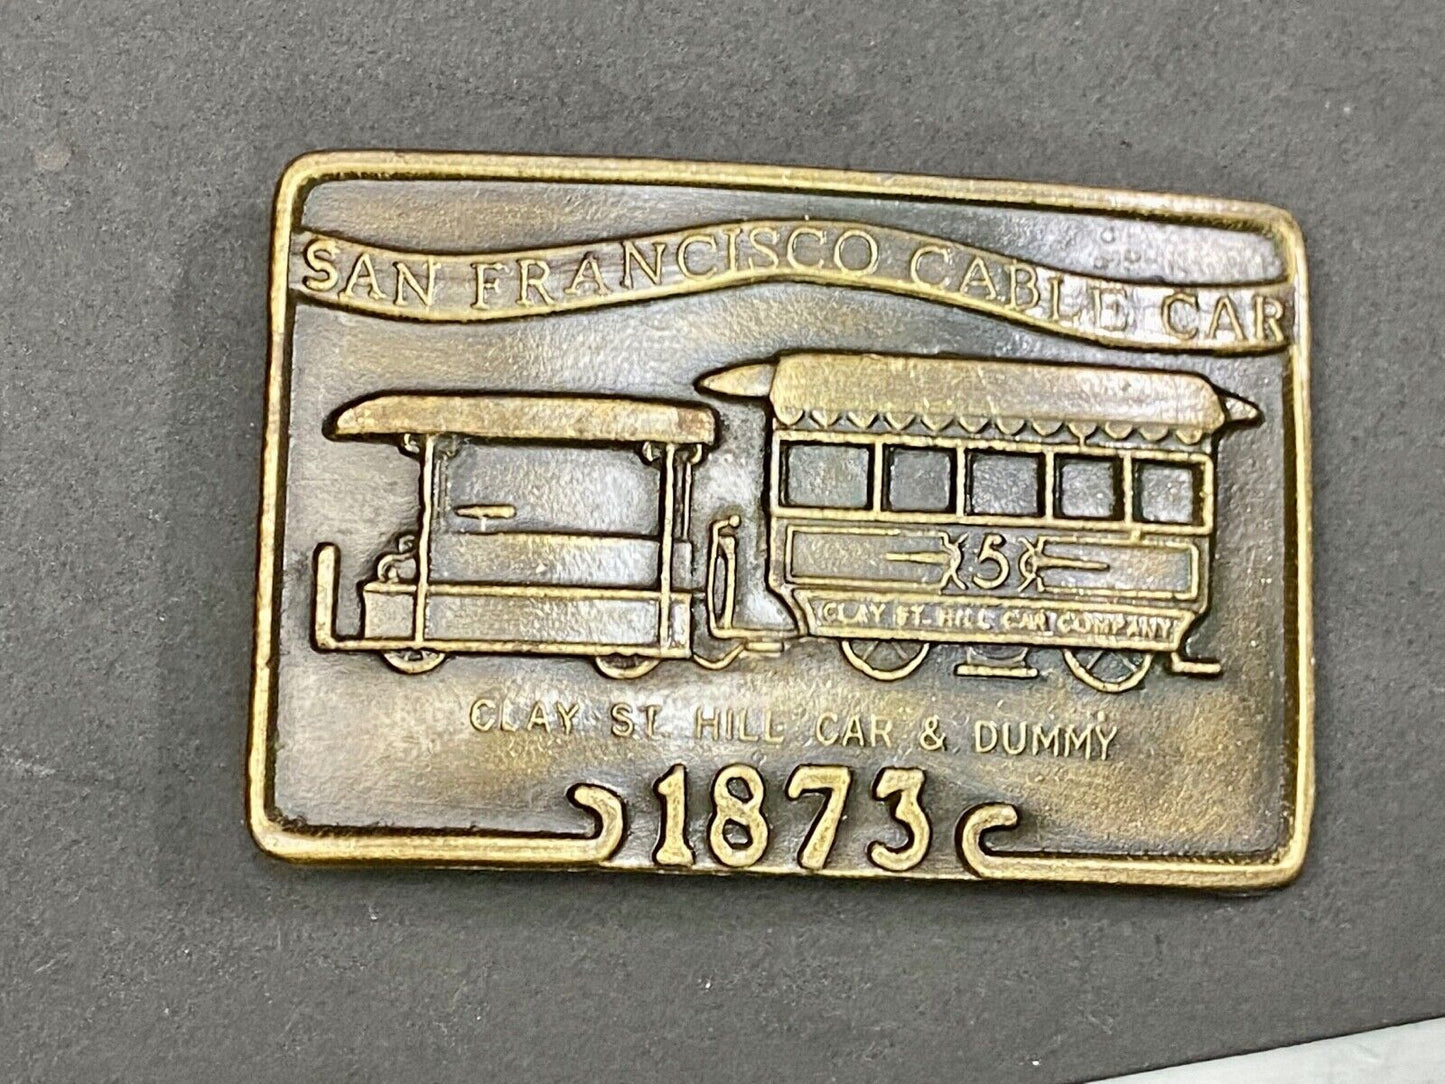 SAN FRANCISCO CABLE CAR
5
CLAY ST. HILL CAR COMPANY
CLAY ST. HILL CAR & DUMMY
1873